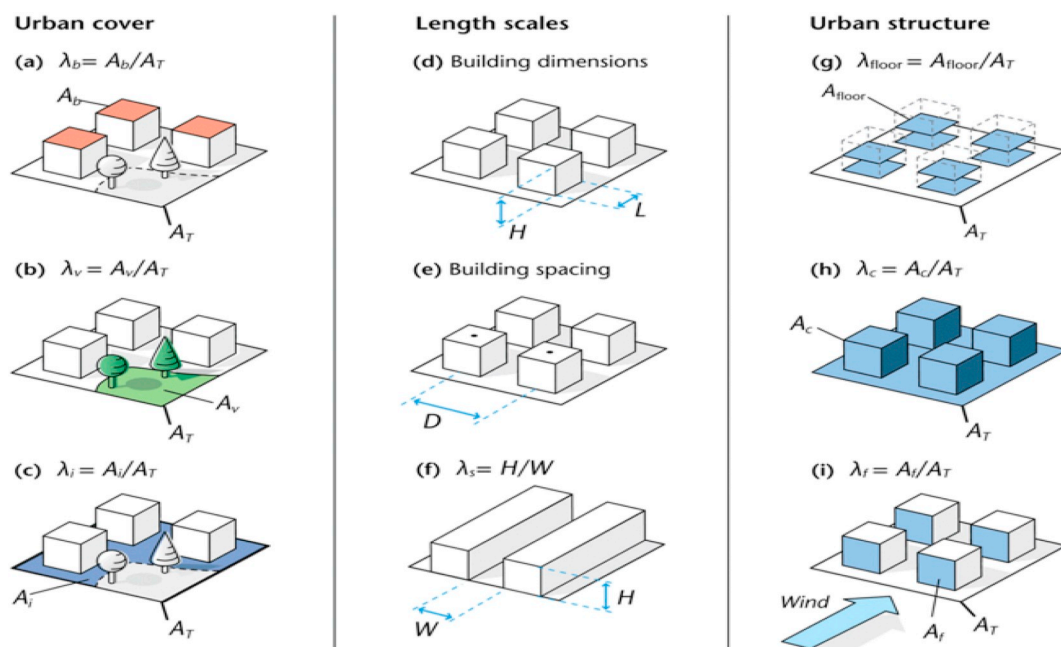 Urban cover
(a) λb = Ab/AT
Ab
AT
(b) λv = Av/AT
Av
AT
(c) λi = Ai/AT
Ai
AT
Length scales
(d) Building dimensions
H
L
(e) Building spacing
D
(f) λs = H/W
W
H
Urban structure
(g) λfloor = Afloor/AT
Afloor
AT
(h) λc = Ac/AT
Ac
AT
(i) λf = Af/AT
Wind
Af
AT